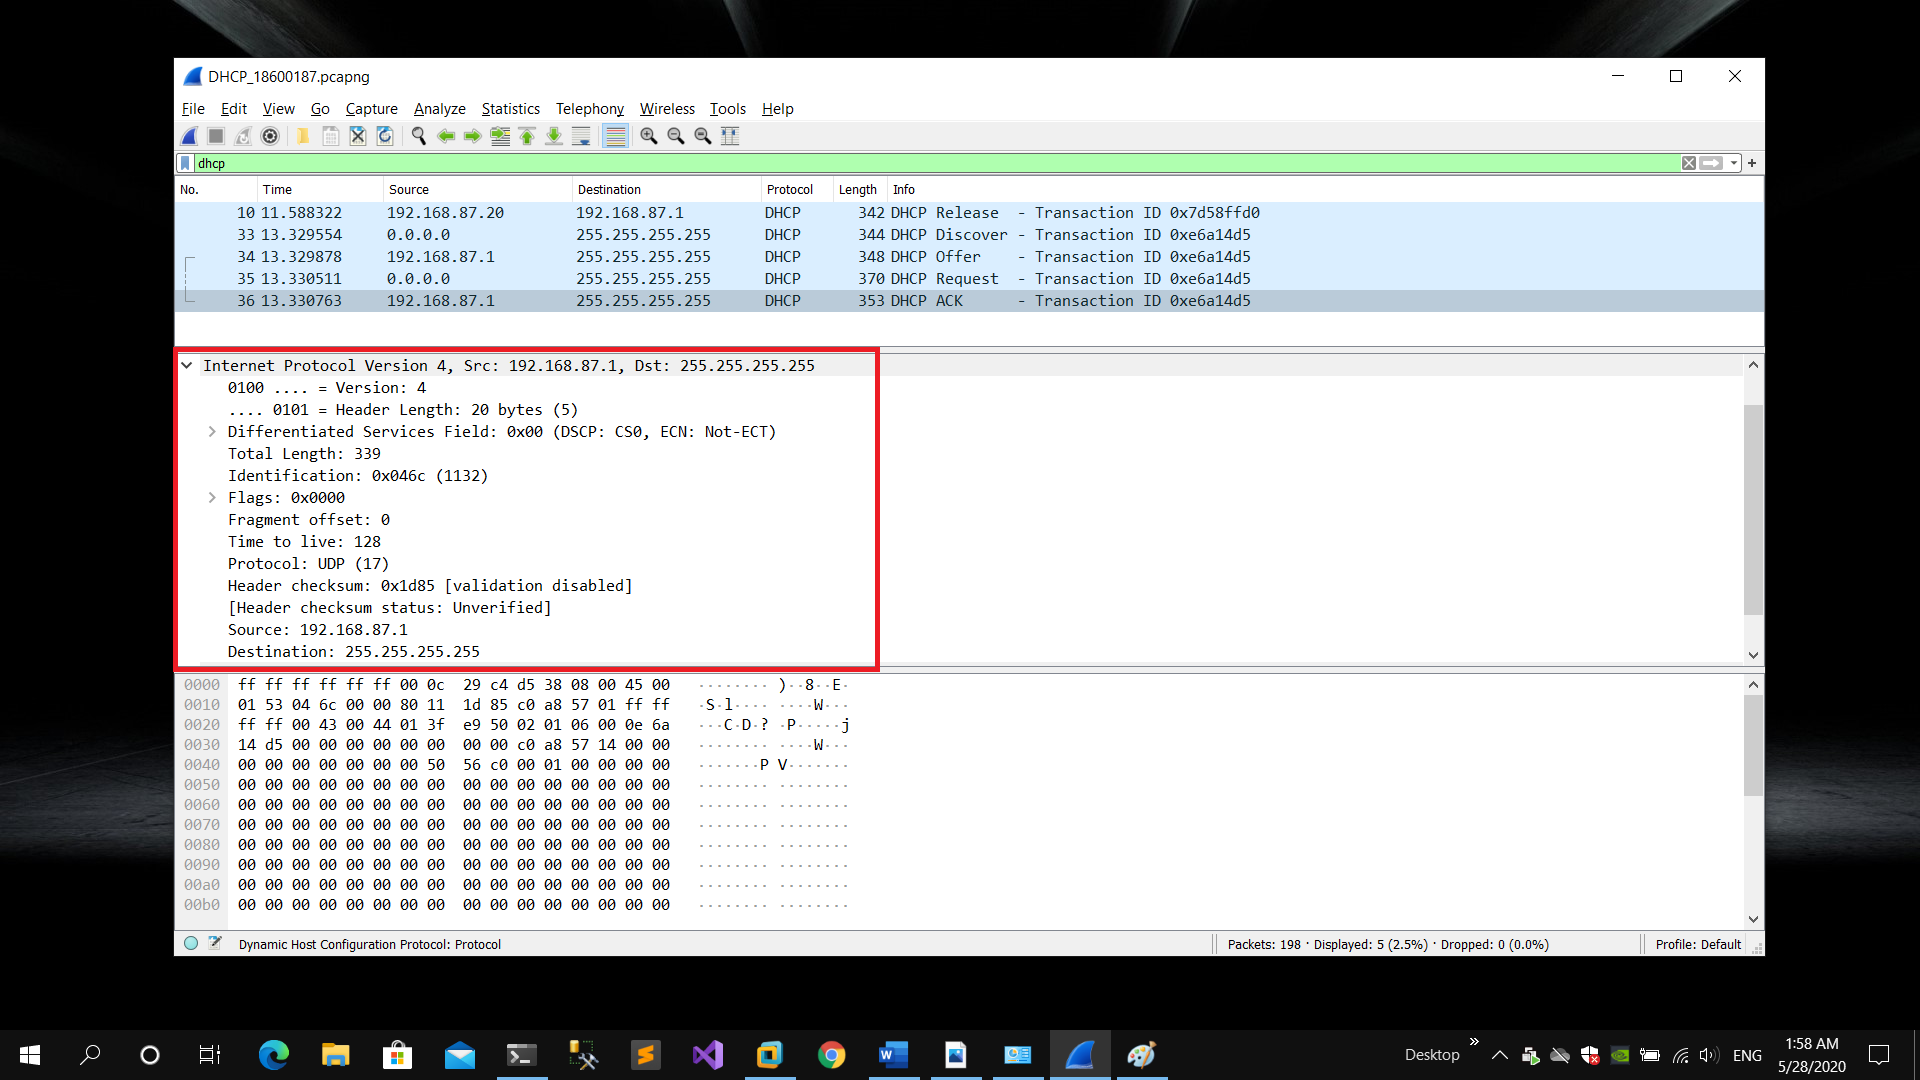 DHCP_18600187.pcapng
File Edit View Go Capture Analyze Statistics Telephony Wireless Tools Help
dhcp
No. Time Source Destination Protocol Length Info
10 11.588322 192.168.87.20 192.168.87.1 DHCP 342 DHCP Release - Transaction ID 0x7d58ffd0
33 13.329554 0.0.0.0 255.255.255.255 DHCP 344 DHCP Discover - Transaction ID 0xe6a14d5
34 13.329878 192.168.87.1 255.255.255.255 DHCP 348 DHCP Offer - Transaction ID 0xe6a14d5
35 13.330511 0.0.0.0 255.255.255.255 DHCP 370 DHCP Request - Transaction ID 0xe6a14d5
36 13.330763 192.168.87.1 255.255.255.255 DHCP 353 DHCP ACK - Transaction ID 0xe6a14d5
Internet Protocol Version 4, Src: 192.168.87.1, Dst: 255.255.255.255
0100 .... = Version: 4
.... 0101 = Header Length: 20 bytes (5)
Differentiated Services Field: 0x00 (DSCP: CS0, ECN: Not-ECT)
Total Length: 339
Identification: 0x046c (1132)
Flags: 0x0000
Fragment offset: 0
Time to live: 128
Protocol: UDP (17)
Header checksum: 0x1d85 [validation disabled]
[Header checksum status: Unverified]
Source: 192.168.87.1
Destination: 255.255.255.255
0000 ff ff ff ff ff ff 00 0c 29 c4 d5 38 08 00 45 00 ········ )··8··E·
0010 01 53 04 6c 00 00 80 11 1d 85 c0 a8 57 01 ff ff ·S·l···· ····W···
0020 ff ff 00 43 00 44 01 3f e9 50 02 01 06 00 0e 6a ···C·D·? ·P·····j
0030 14 d5 00 00 00 00 00 00 00 00 c0 a8 57 14 00 00 ········ ····W···
0040 00 00 00 00 00 00 00 50 56 c0 00 01 00 00 00 00 ·······P V·······
0050 00 00 00 00 00 00 00 00 00 00 00 00 00 00 00 00 ········ ········
0060 00 00 00 00 00 00 00 00 00 00 00 00 00 00 00 00 ········ ········
0070 00 00 00 00 00 00 00 00 00 00 00 00 00 00 00 00 ········ ········
0080 00 00 00 00 00 00 00 00 00 00 00 00 00 00 00 00 ········ ········
0090 00 00 00 00 00 00 00 00 00 00 00 00 00 00 00 00 ········ ········
00a0 00 00 00 00 00 00 00 00 00 00 00 00 00 00 00 00 ········ ········
00b0 00 00 00 00 00 00 00 00 00 00 00 00 00 00 00 00 ········ ········
Dynamic Host Configuration Protocol: Protocol Packets: 198 · Displayed: 5 (2.5%) · Dropped: 0 (0.0%) Profile: Default
Desktop ENG 1:58 AM
5/28/2020